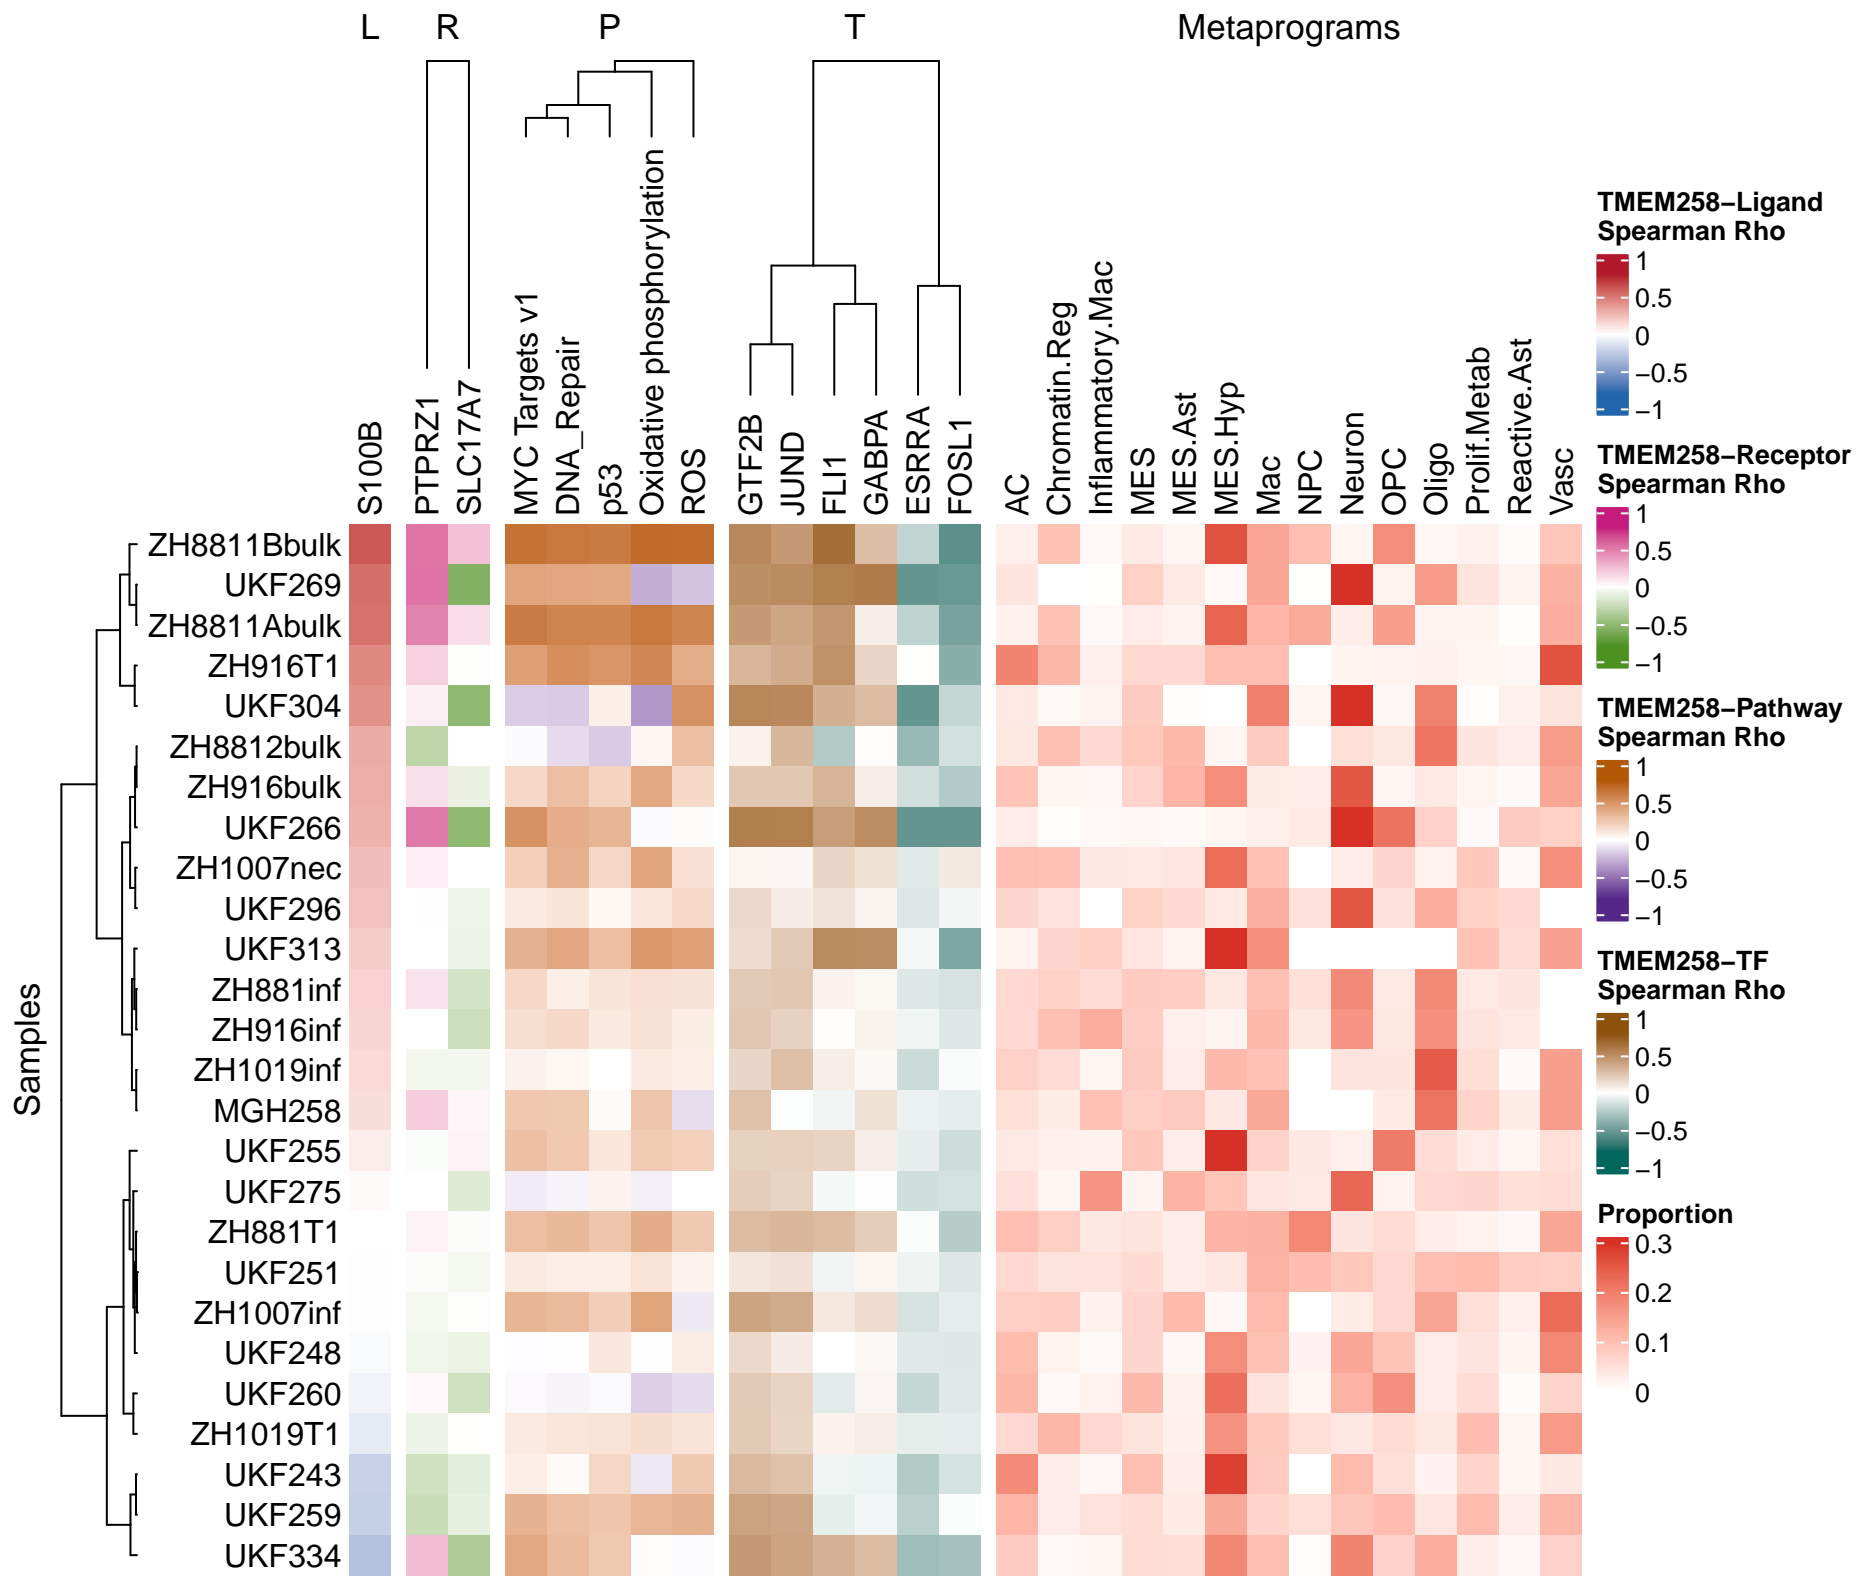 L R P T Metaprograms
S100B
PTPRZ1
SLC17A7
MYC Targets v1
DNA_Repair
p53
Oxidative phosphorylation
ROS
GTF2B
JUND
FLI1
GABPA
ESRRA
FOSL1
AC
Chromatin.Reg
Inflammatory.Mac
MES
MES.Ast
MES.Hyp
Mac
NPC
Neuron
OPC
Oligo
Prolif.Metab
Reactive.Ast
Vasc
Samples
ZH8811Bbulk
UKF269
ZH8811Abulk
ZH916T1
UKF304
ZH8812bulk
ZH916bulk
UKF266
ZH1007nec
UKF296
UKF313
ZH881inf
ZH916inf
ZH1019inf
MGH258
UKF255
UKF275
ZH881T1
UKF251
ZH1007inf
UKF248
UKF260
ZH1019T1
UKF243
UKF259
UKF334
TMEM258−Ligand
Spearman Rho
1
0.5
0
−0.5
−1
TMEM258−Receptor
Spearman Rho
1
0.5
0
−0.5
−1
TMEM258−Pathway
Spearman Rho
1
0.5
0
−0.5
−1
TMEM258−TF
Spearman Rho
1
0.5
0
−0.5
−1
Proportion
0.3
0.2
0.1
0